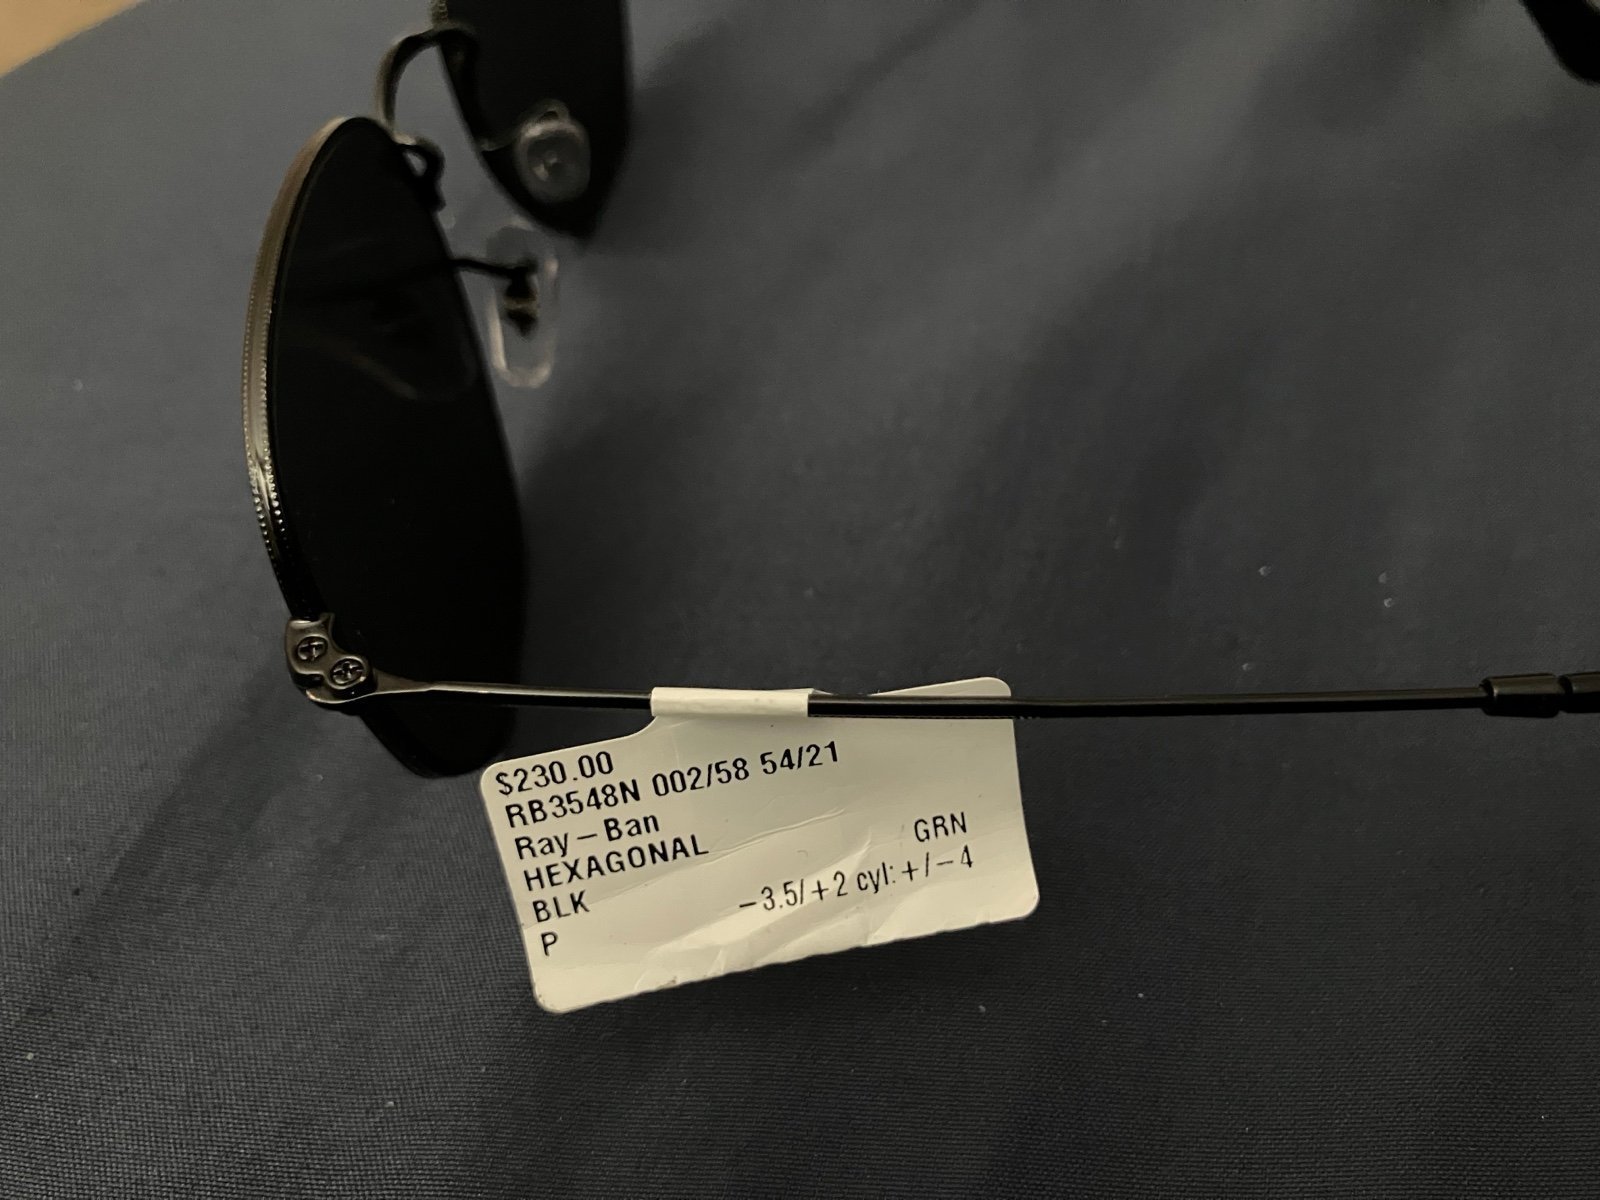 $230.00
RB3548N 002/58 54/21
Ray-Ban
HEXAGONAL
BLK GRN
P -3.5/+2 cyl:+/-4